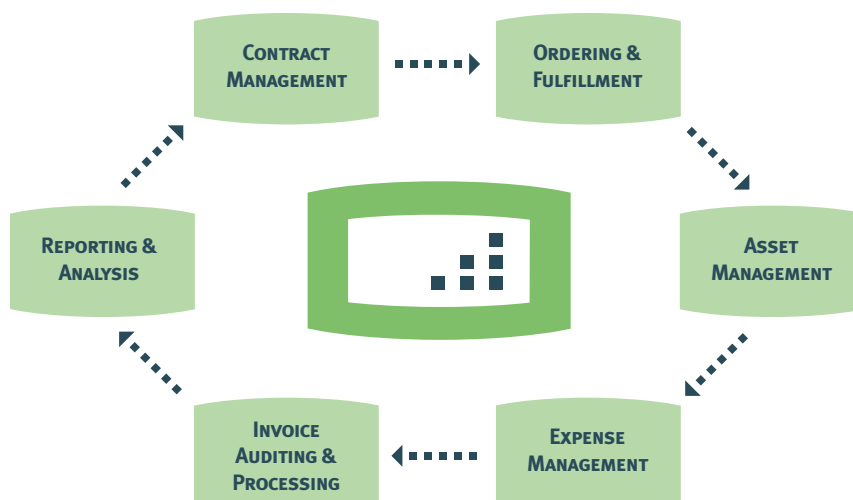 CONTRACT
MANAGEMENT
ORDERING &
FULFILLMENT
ASSET
MANAGEMENT
EXPENSE
MANAGEMENT
INVOICE
AUDITING &
PROCESSING
REPORTING &
ANALYSIS